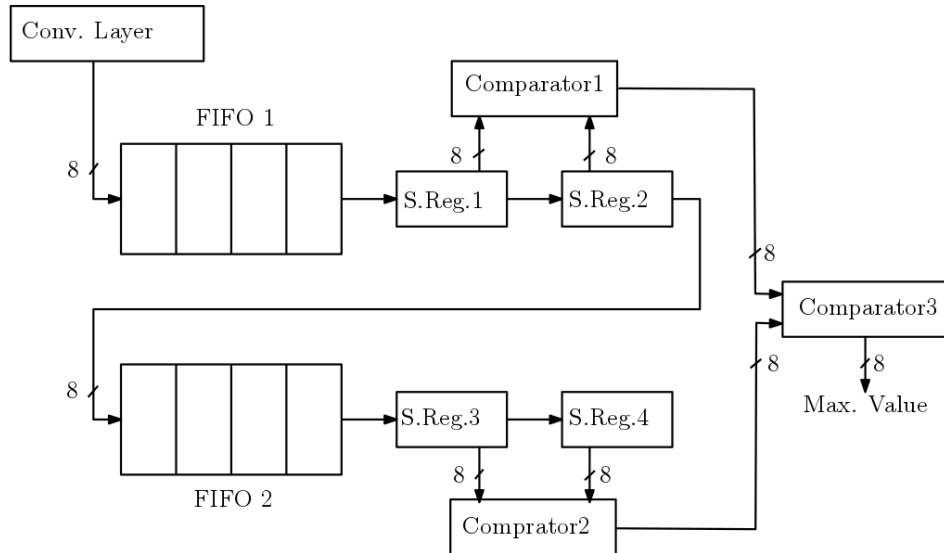 Conv. Layer
Comparator1
FIFO 1
8
8
8
S.Reg.1
S.Reg.2
8
Comparator3
8
8
8
Max. Value
S.Reg.3
S.Reg.4
8
8
FIFO 2
Comprator2